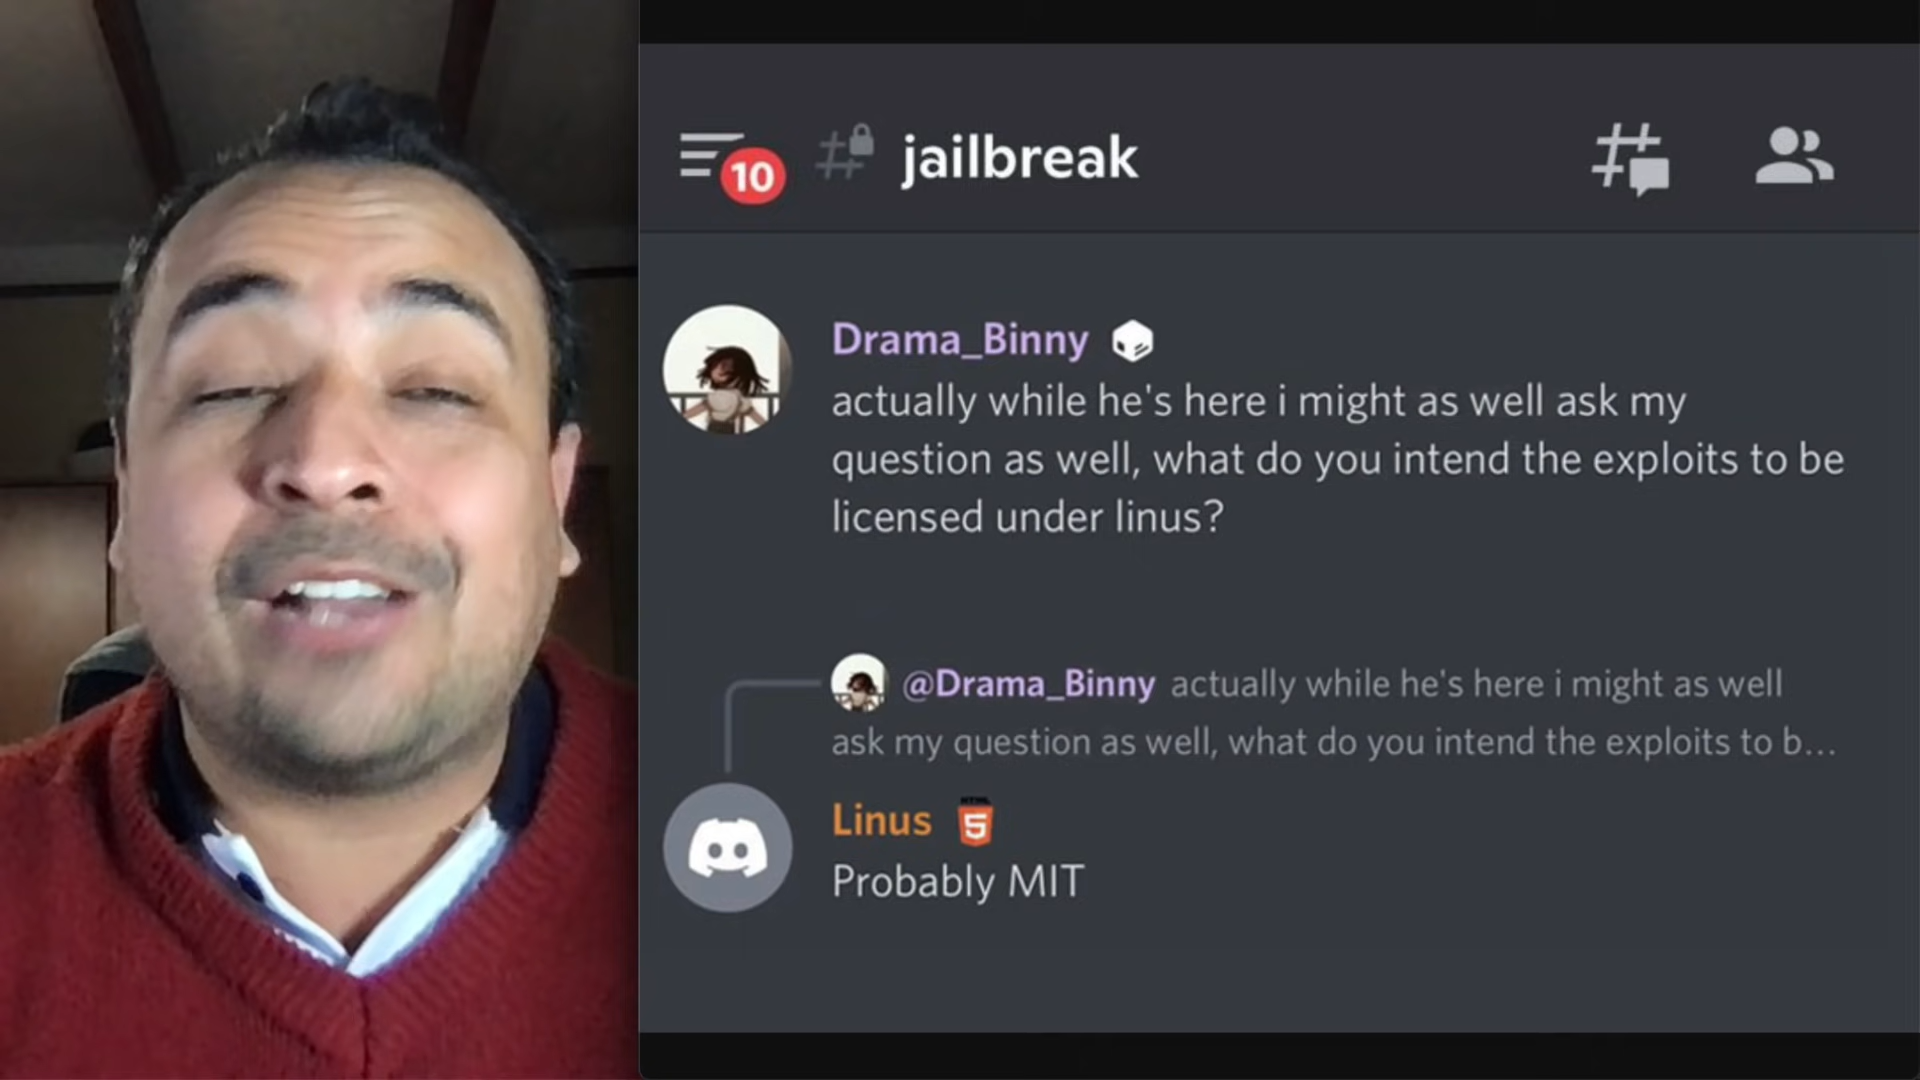 10
jailbreak
Drama_Binny
actually while he's here i might as well ask my
question as well, what do you intend the exploits to be
licensed under linus?
@Drama_Binny actually while he's here i might as well
ask my question as well, what do you intend the exploits to b...
Linus HTML 5
Probably MIT